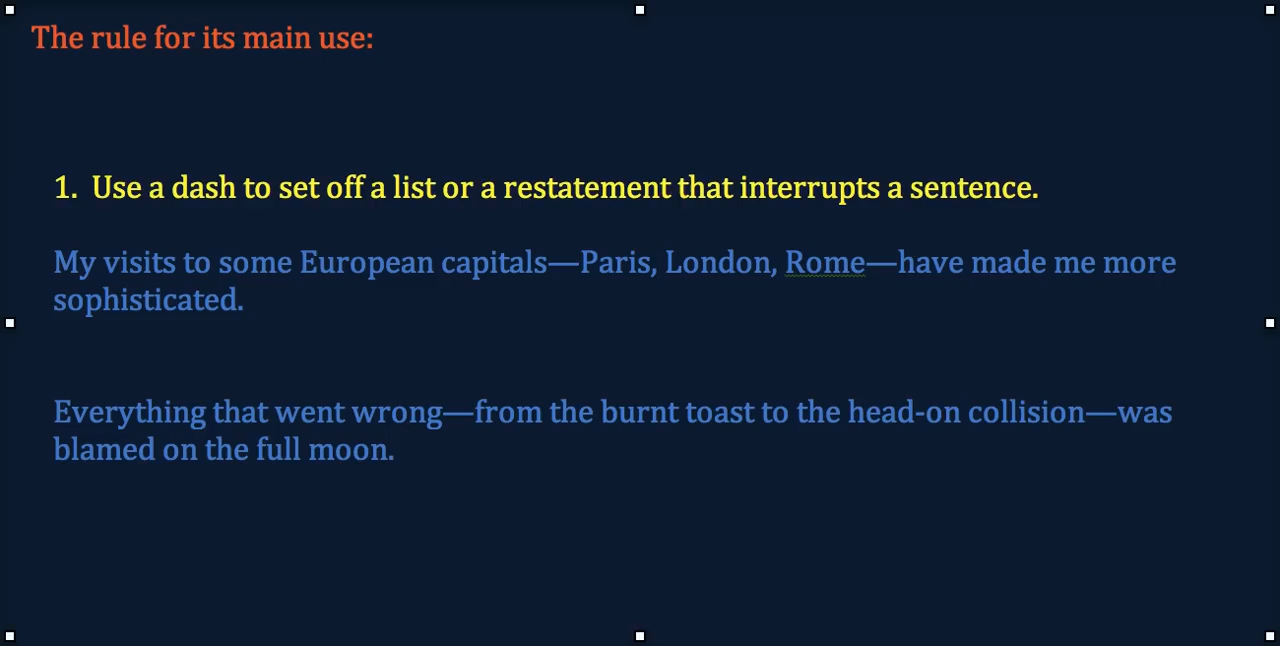 The rule for its main use:
1. Use a dash to set off a list or a restatement that interrupts a sentence.
My visits to some European capitals—Paris, London, Rome—have made me more
sophisticated.
Everything that went wrong—from the burnt toast to the head-on collision—was
blamed on the full moon.